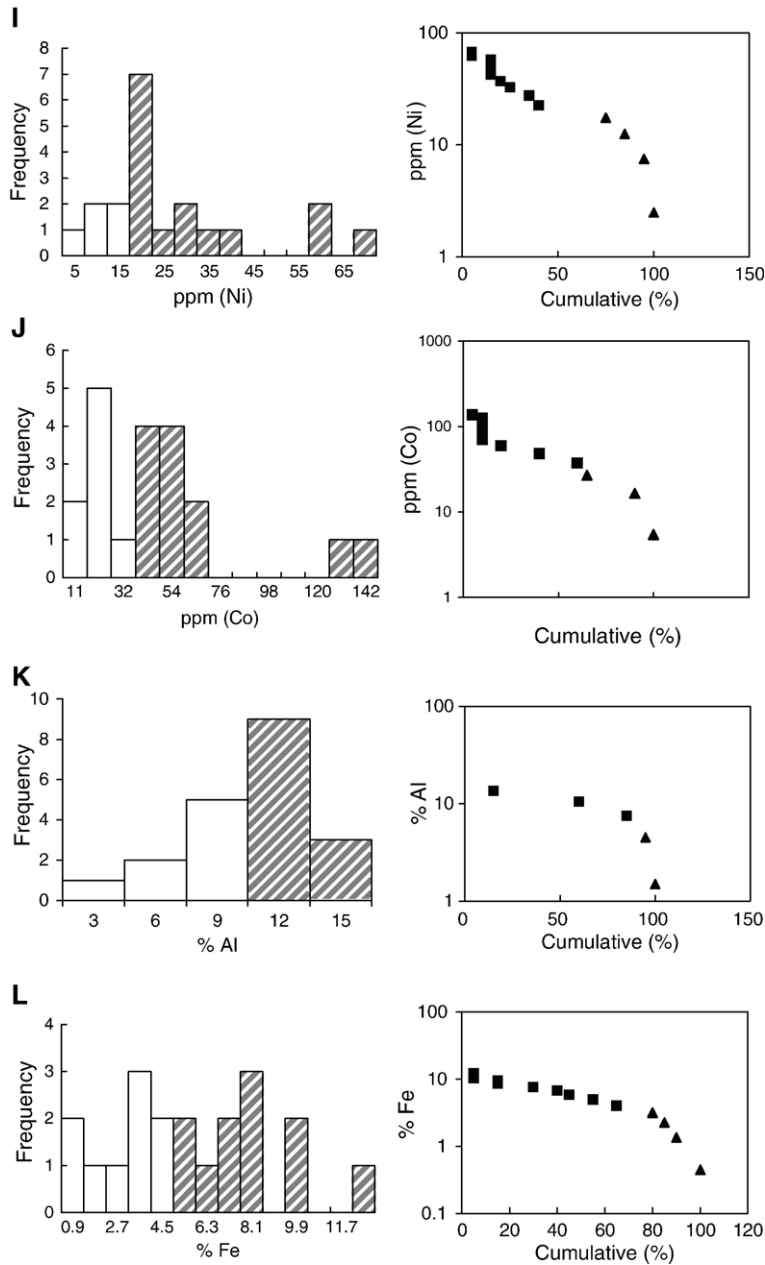 I
Frequency
8
7
6
5
4
3
2
1
0
5 15 25 35 45 55 65
ppm (Ni)
ppm (Ni)
100
10
1
0 50 100 150
Cumulative (%)
J
Frequency
6
5
4
3
2
1
0
11 32 54 76 98 120 142
ppm (Co)
ppm (Co)
1000
100
10
1
Cumulative (%)
K
Frequency
10
8
6
4
2
0
3 6 9 12 15
% Al
% Al
100
10
1
0 50 100 150
Cumulative (%)
L
Frequency
4
3
2
1
0
0.9 2.7 4.5 6.3 8.1 9.9 11.7
% Fe
% Fe
100
10
1
0.1
0 20 40 60 80 100 120
Cumulative (%)